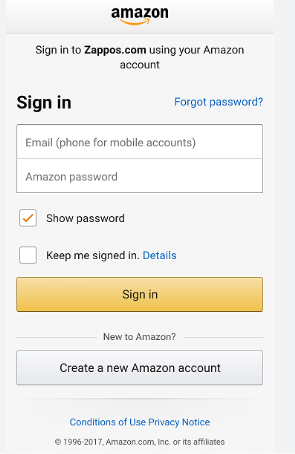 amazon
Sign in to Zappos.com using your Amazon
account
Sign in
Forgot password?
Email (phone for mobile accounts)
Amazon password
Show password
Keep me signed in. Details
Sign in
New to Amazon?
Create a new Amazon account
Conditions of Use Privacy Notice
© 1996-2017, Amazon.com, Inc. or its affiliates